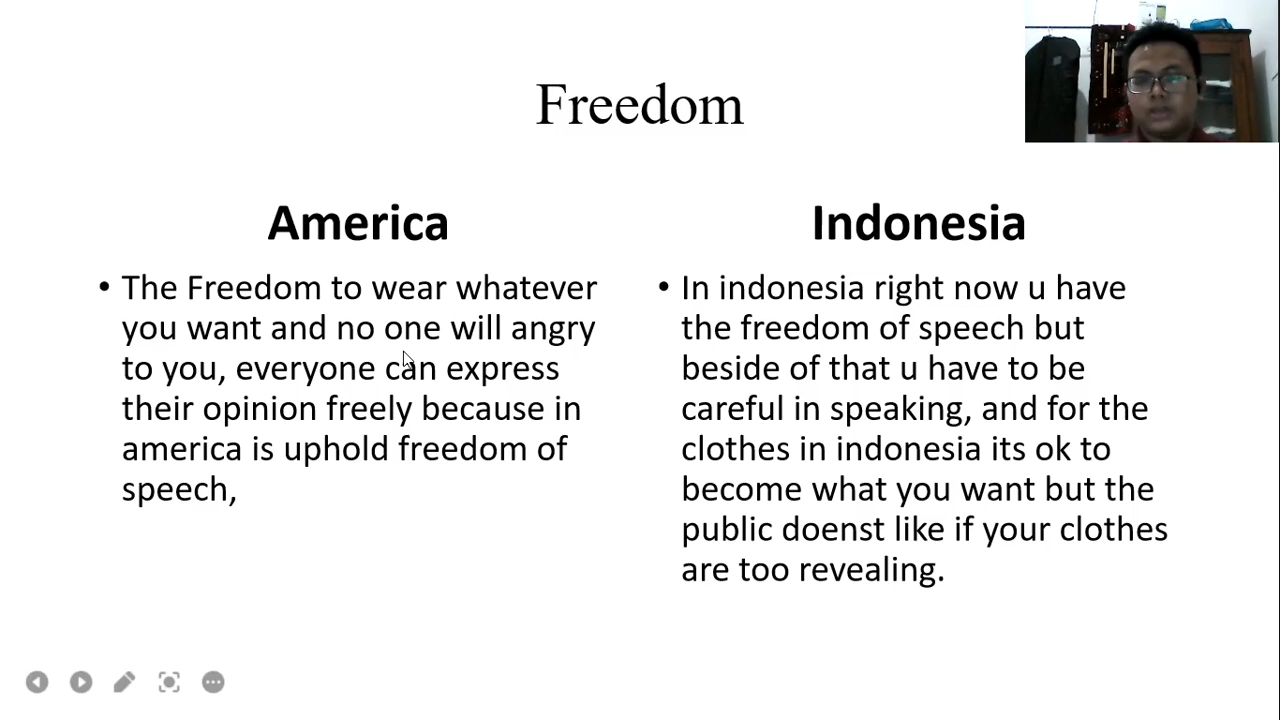 Freedom
America
• The Freedom to wear whatever
you want and no one will angry
to you, everyone can express
their opinion freely because in
america is uphold freedom of
speech,
Indonesia
• In indonesia right now u have
the freedom of speech but
beside of that u have to be
careful in speaking, and for the
clothes in indonesia its ok to
become what you want but the
public doenst like if your clothes
are too revealing.